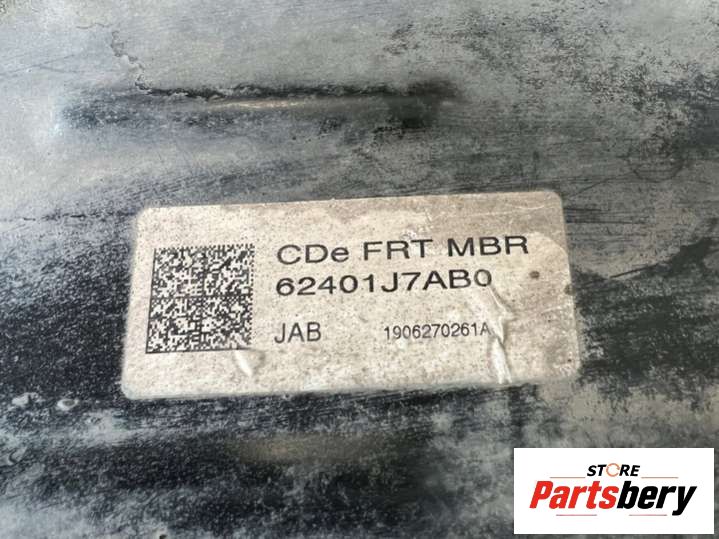 CDe FRT MBR
62401J7AB0
JAB 1906270261A
STORE
Partsbery